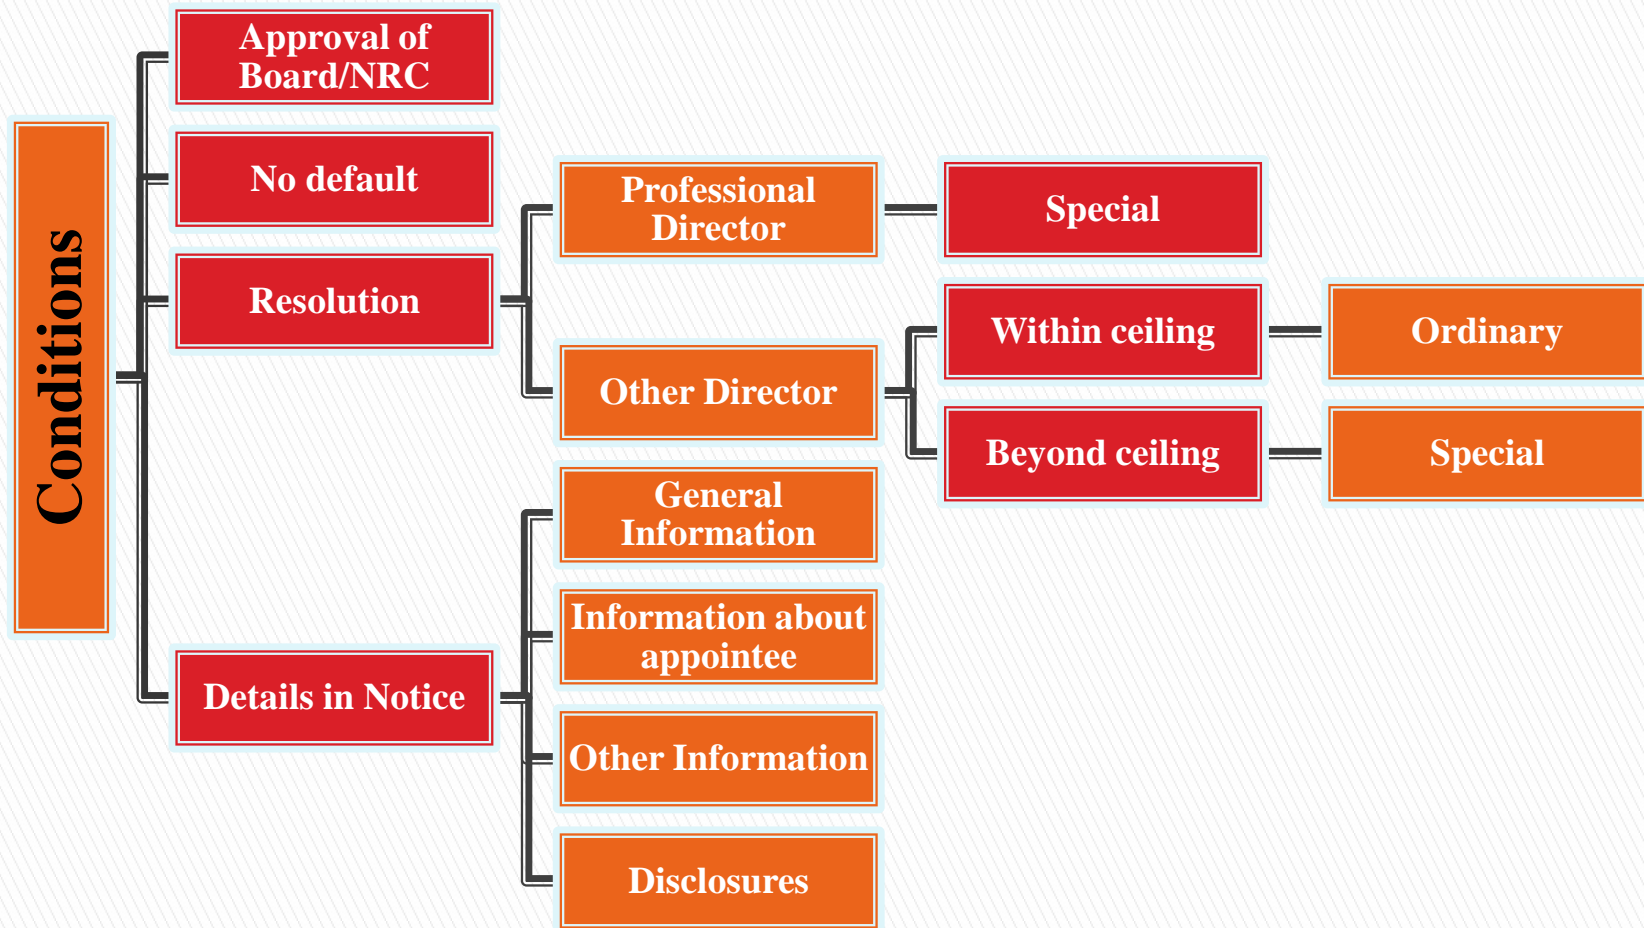 Conditions
Approval of
Board/NRC
No default
Resolution
Professional
Director
Special
Other Director
Within ceiling
Ordinary
Beyond ceiling
Special
Details in Notice
General
Information
Information about
appointee
Other Information
Disclosures